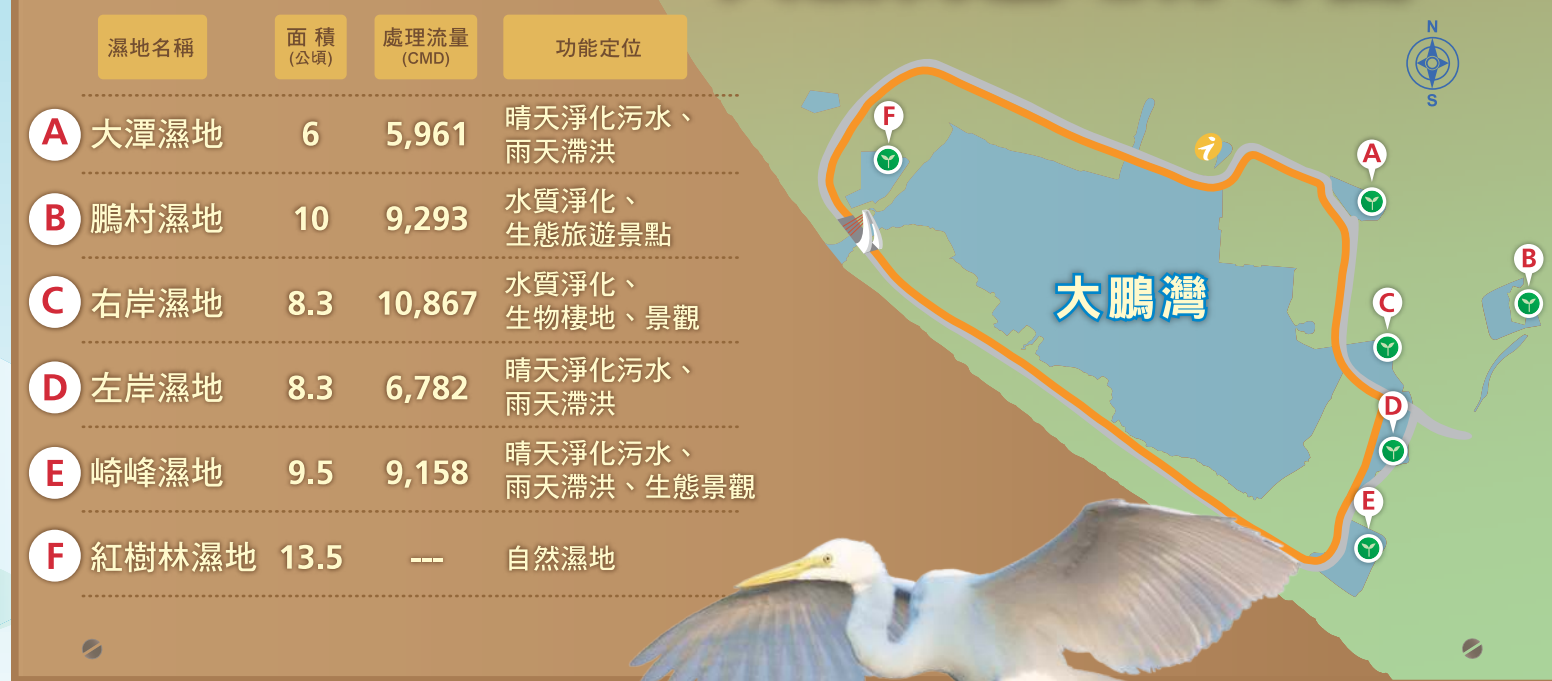 濕地名稱 面積 處理流量 功能定位
(公頃) (CMD)
A 大潭濕地 6 5,961 晴天淨化污水、
雨天滯洪
B 鵬村濕地 10 9,293 水質淨化、
生態旅遊景點
C 右岸濕地 8.3 10,867 水質淨化、
生物棲地、景觀
D 左岸濕地 8.3 6,782 晴天淨化污水、
雨天滯洪
E 崎峰濕地 9.5 9,158 晴天淨化污水、
雨天滯洪、生態景觀
F 紅樹林濕地 13.5 --- 自然濕地
N
S
F
i
A
B
大鵬灣
C
D
E